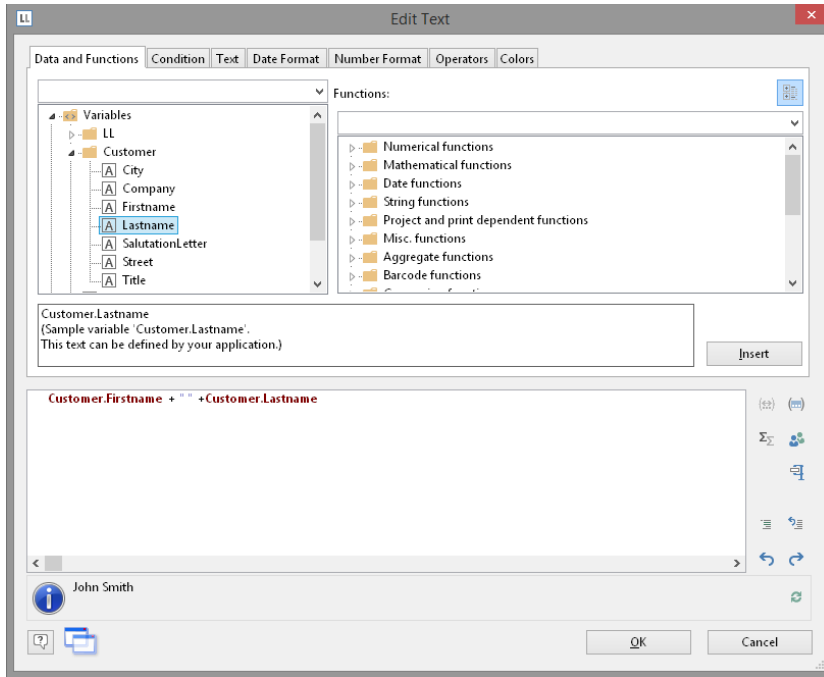 LL
Edit Text
Data and Functions Condition Text Date Format Number Format Operators Colors
Functions:
Variables
LL
Customer
A City
A Company
A Firstname
A Lastname
A SalutationLetter
A Street
A Title
Numerical functions
Mathematical functions
Date functions
String functions
Project and print dependent functions
Misc. functions
Aggregate functions
Barcode functions
Customer.Lastname
(Sample variable 'Customer.Lastname'.
This text can be defined by your application.)
Insert
Customer.Firstname + " " +Customer.Lastname
John Smith
OK
Cancel